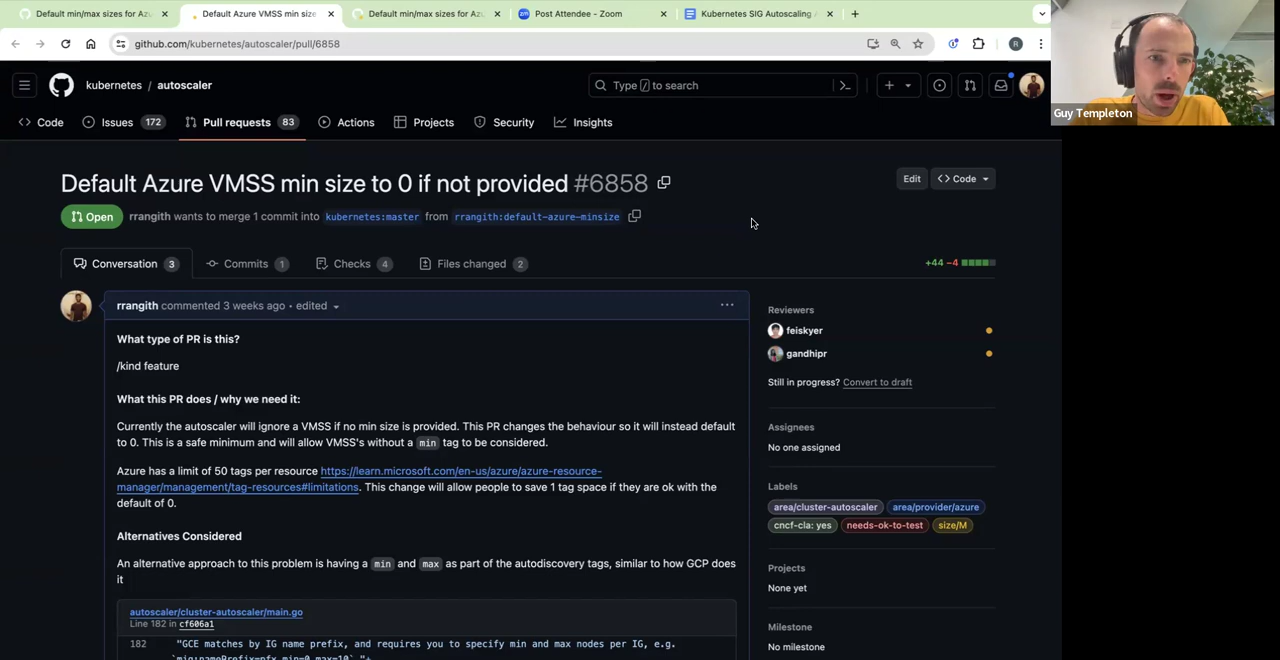 Default min/max sizes for Azu
Default Azure VMSS min size
Default min/max sizes for Az
Post Attendee - Zoom
Kubernetes SIG Autoscaling
github.com/kubernetes/autoscaler/pull/6858
R
kubernetes / autoscaler
Type / to search
Guy Templeton
Code
Issues 172
Pull requests 83
Actions
Projects
Security
Insights
Default Azure VMSS min size to 0 if not provided #6858
Edit
<> Code
Open rrangith wants to merge 1 commit into kubernetes:master from rrangith:default-azure-minsize
Conversation 3
Commits 1
Checks 4
Files changed 2
+44 −4
rrangith commented 3 weeks ago • edited
What type of PR is this?
/kind feature
What this PR does / why we need it:
Currently the autoscaler will ignore a VMSS if no min size is provided. This PR changes the behaviour so it will instead default
to 0. This is a safe minimum and will allow VMSS's without a min tag to be considered.
Azure has a limit of 50 tags per resource https://learn.microsoft.com/en-us/azure/azure-resource-
manager/management/tag-resources#limitations. This change will allow people to save 1 tag space if they are ok with the
default of 0.
Alternatives Considered
An alternative approach to this problem is having a min and max as part of the autodiscovery tags, similar to how GCP does
it
autoscaler/cluster-autoscaler/main.go
Line 182 in cf606a1
182 "GCE matches by IG name prefix, and requires you to specify min and max nodes per IG, e.g.
`mig:namePrefix=pfx,min=0,max=10` "+
Reviewers
feiskyer
gandhipr
Still in progress? Convert to draft
Assignees
No one assigned
Labels
area/cluster-autoscaler
area/provider/azure
cncf-cla: yes
needs-ok-to-test
size/M
Projects
None yet
Milestone
No milestone